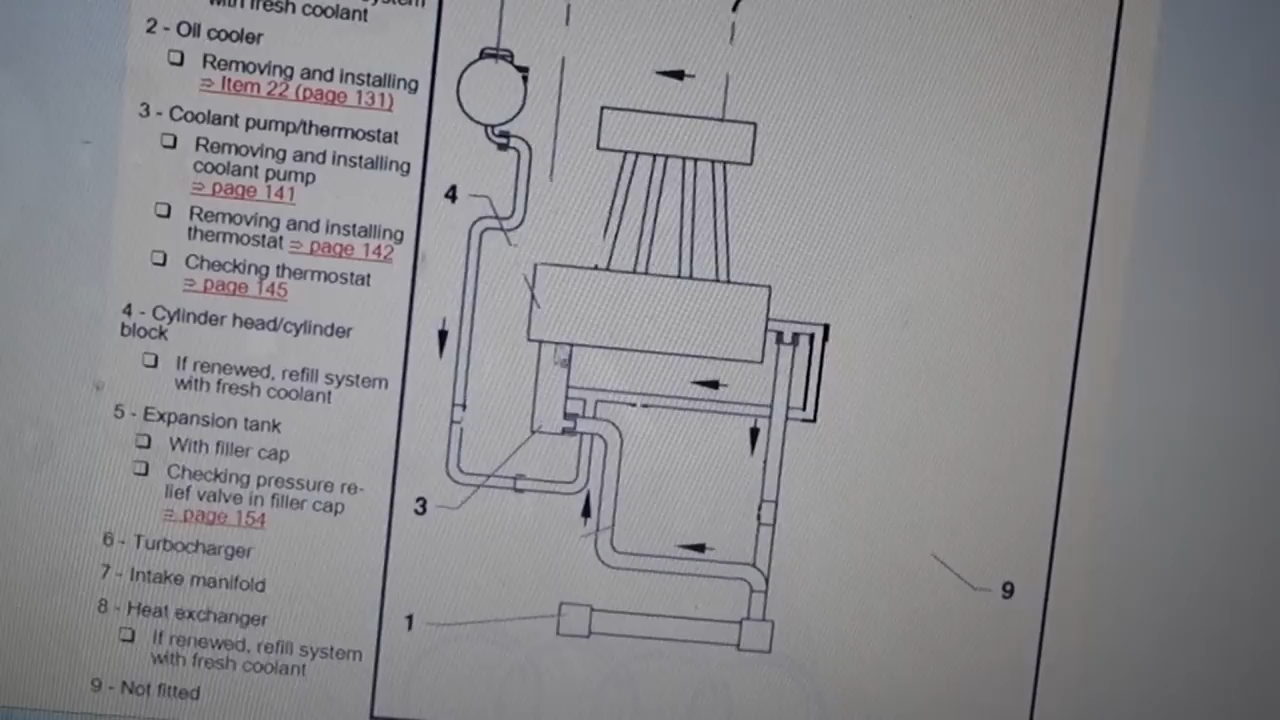 with fresh coolant
2 - Oil cooler
❑ Removing and installing
⇒ Item 22 (page 131)
3 - Coolant pump/thermostat
❑ Removing and installing
coolant pump
⇒ page 141
❑ Removing and installing
thermostat ⇒ page 142
❑ Checking thermostat
⇒ page 145
4 - Cylinder head/cylinder
block
❑ If renewed, refill system
with fresh coolant
5 - Expansion tank
❑ With filler cap
❑ Checking pressure re-
lief valve in filler cap
⇒ page 154
6 - Turbocharger
7 - Intake manifold
8 - Heat exchanger
❑ If renewed, refill system
with fresh coolant
9 - Not fitted
4
3
1
9